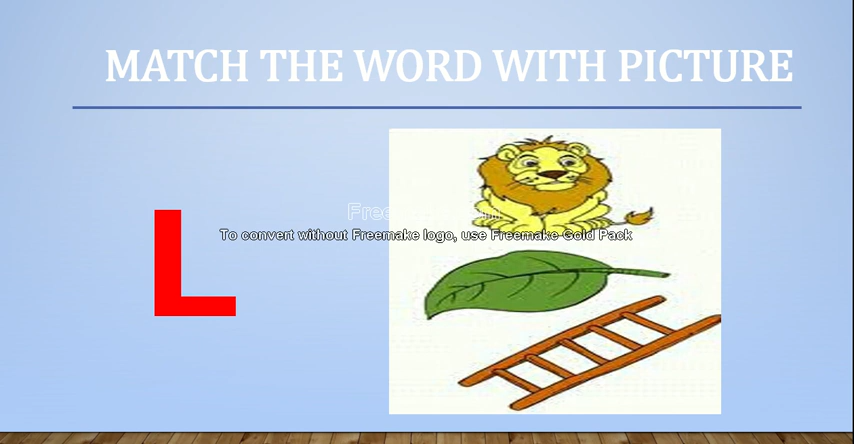 MATCH THE WORD WITH PICTURE
To convert without Freemake logo, use Freemake Gold Pack
L